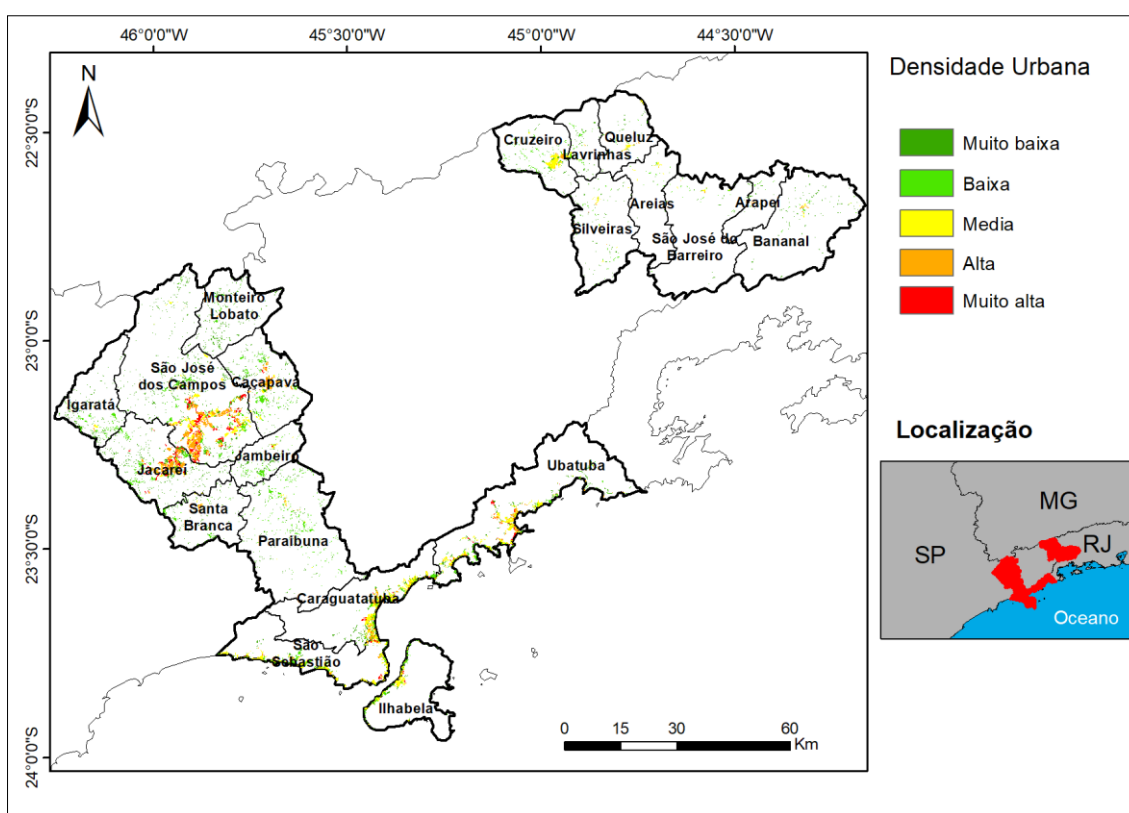 46°0'0"W
45°30'0"W
45°0'0"W
44°30'0"W
N
22°30'0"S
23°0'0"S
23°30'0"S
24°0'0"S
Cruzeiro
Queluz
Lavrinhas
Areias
Arapeí
Silveiras
São José do
Barreiro
Bananal
Monteiro
Lobato
São José
dos Campos
Caçapava
Igaratá
Jacareí
Jambeiro
Santa
Branca
Paraibuna
Ubatuba
Caraguatatuba
São
Sebastião
Ilhabela
0 15 30 60
Km
Densidade Urbana
Muito baixa
Baixa
Media
Alta
Muito alta
Localização
MG
SP
RJ
Oceano